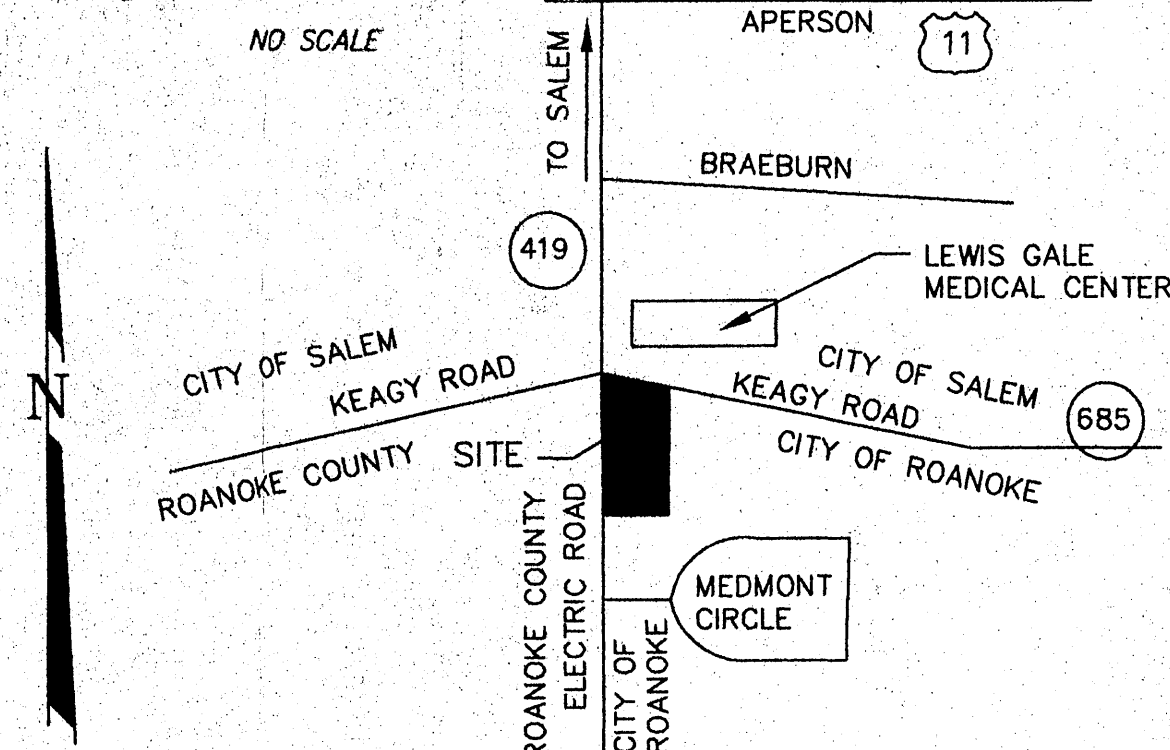 NO SCALE
TO SALEM
APERSON
11
BRAEBURN
419
LEWIS GALE
MEDICAL CENTER
CITY OF SALEM
KEAGY ROAD
ROANOKE COUNTY
SITE
CITY OF SALEM
KEAGY ROAD
685
CITY OF ROANOKE
N
ROANOKE COUNTY
ELECTRIC ROAD
CITY OF
ROANOKE
MEDMONT
CIRCLE